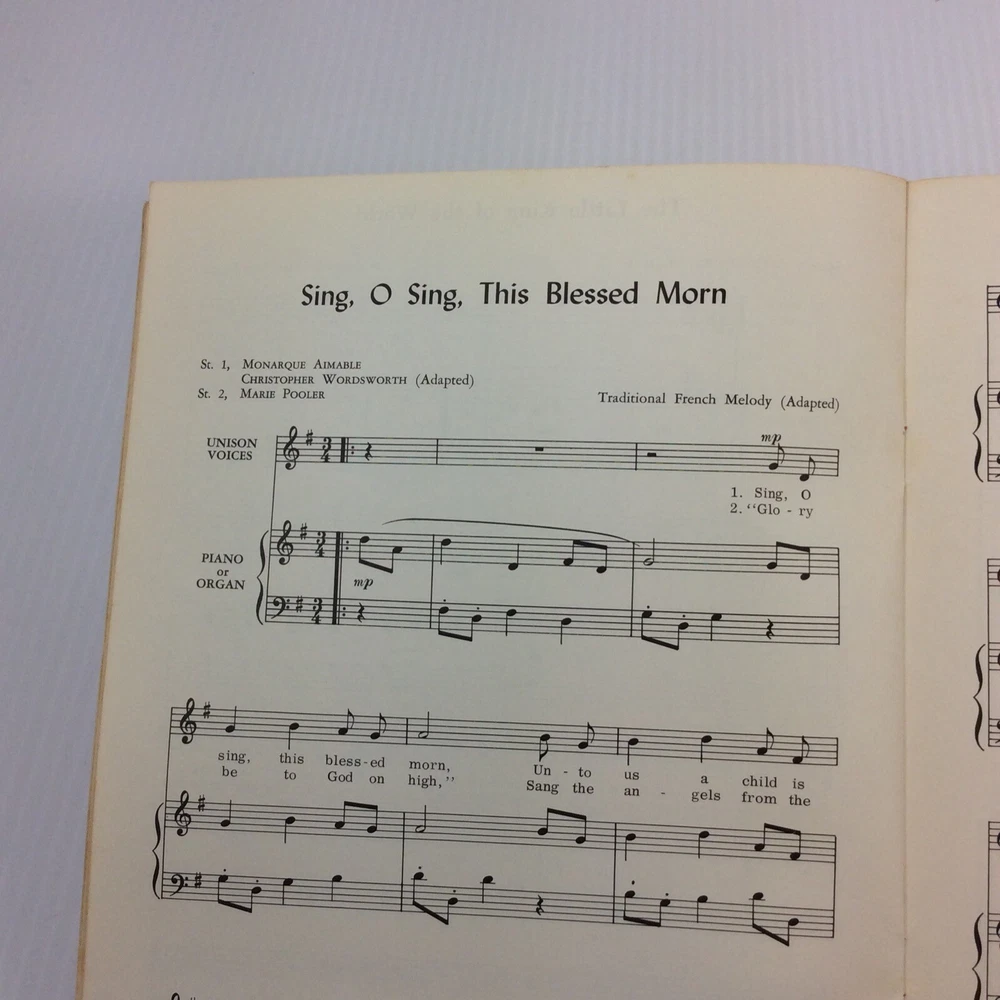 Sing, O Sing, This Blessed Morn
St. 1, MONARQUE AIMABLE
CHRISTOPHER WORDSWORTH (Adapted)
St. 2, MARIE POOLER
Traditional French Melody (Adapted)
UNISON
VOICES
mp
1. Sing, O
2. “Glo - ry
PIANO
or
ORGAN
mp
sing, this bless-ed morn, Un - to us a child is
be to God on high,” Sang the an - gels from the